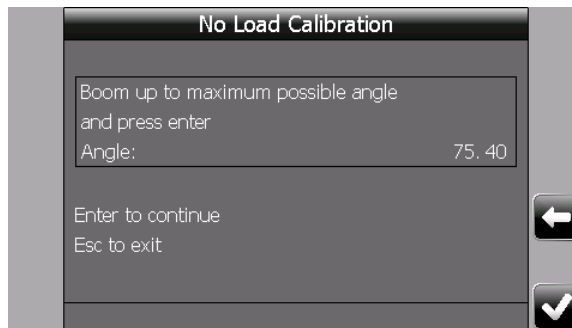 No Load Calibration
Boom up to maximum possible angle
and press enter
Angle: 75.40
Enter to continue
Esc to exit